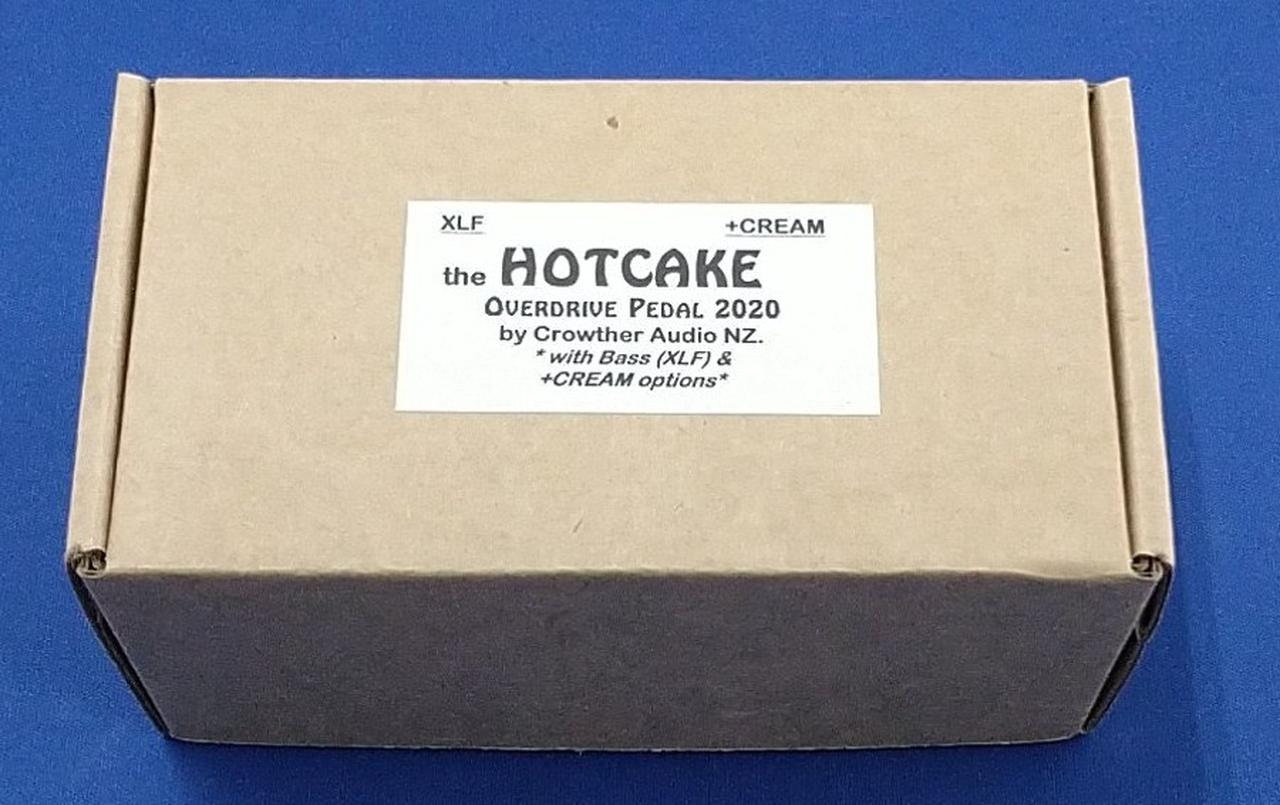 XLF +CREAM
the HOTCAKE
OVERDRIVE PEDAL 2020
by Crowther Audio NZ.
*with Bass (XLF) &
+CREAM options*